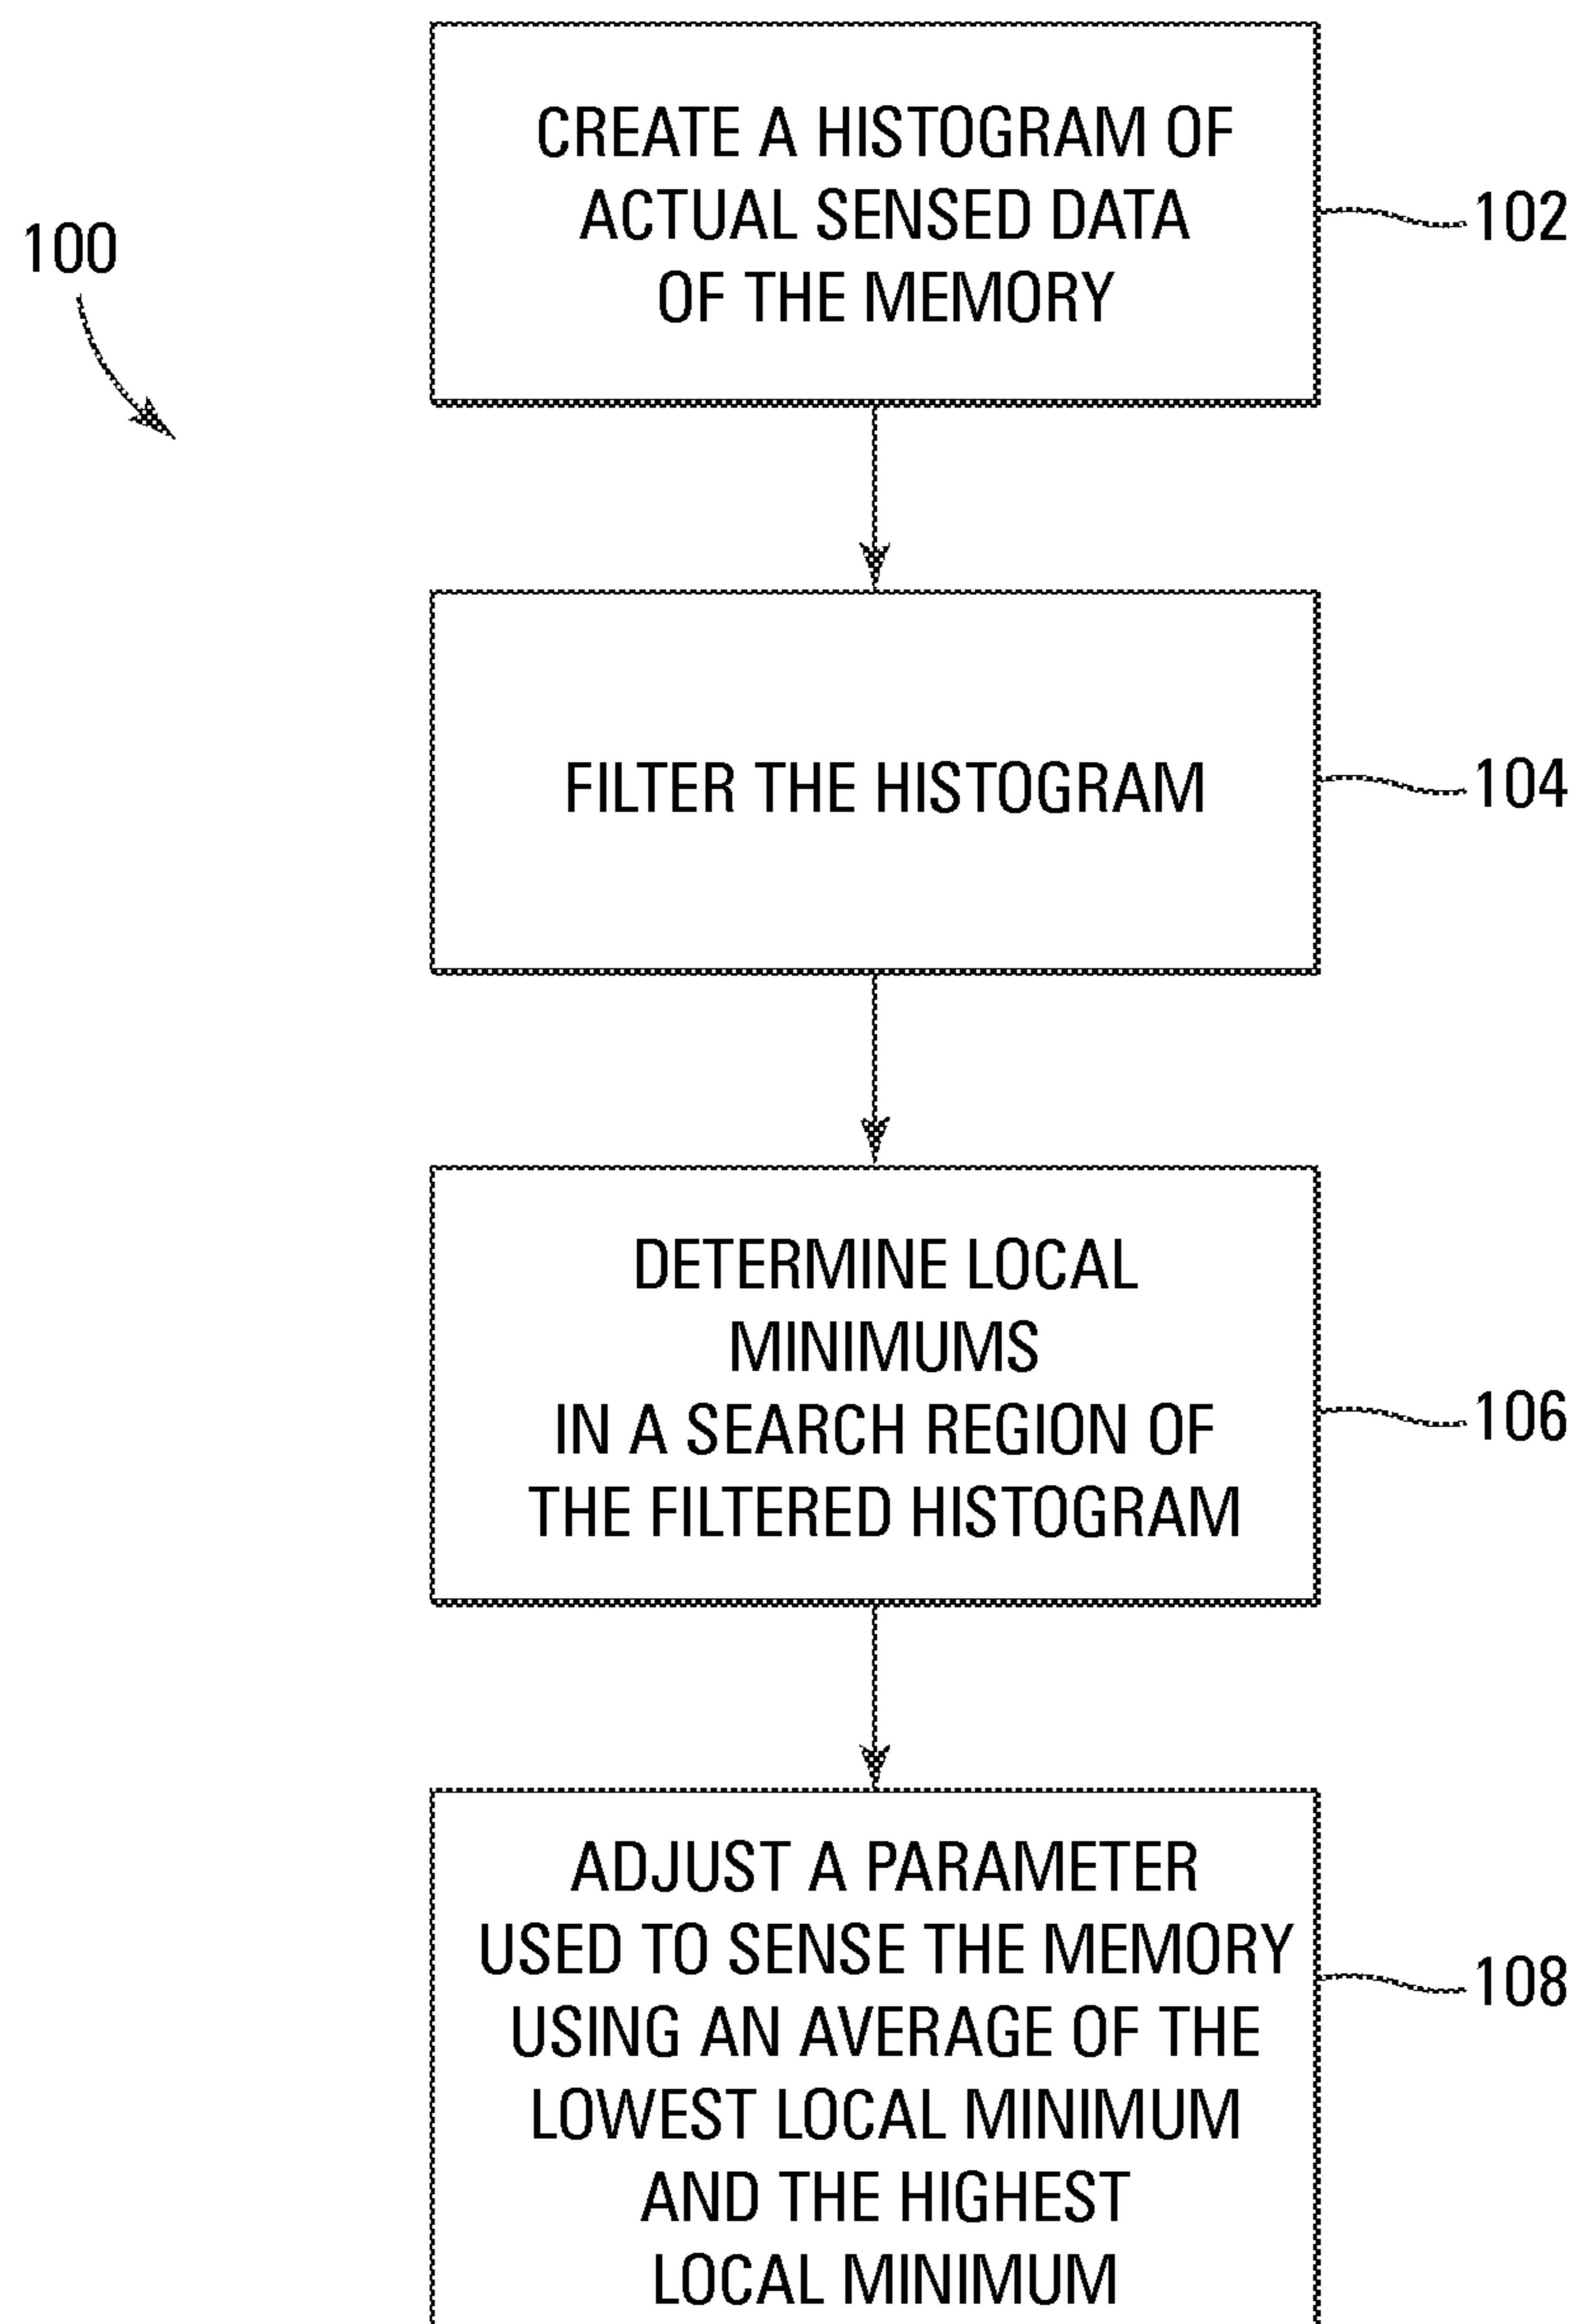 100
CREATE A HISTOGRAM OF
ACTUAL SENSED DATA
OF THE MEMORY
102
FILTER THE HISTOGRAM
104
DETERMINE LOCAL
MINIMUMS
IN A SEARCH REGION OF
THE FILTERED HISTOGRAM
106
ADJUST A PARAMETER
USED TO SENSE THE MEMORY
USING AN AVERAGE OF THE
LOWEST LOCAL MINIMUM
AND THE HIGHEST
LOCAL MINIMUM
108